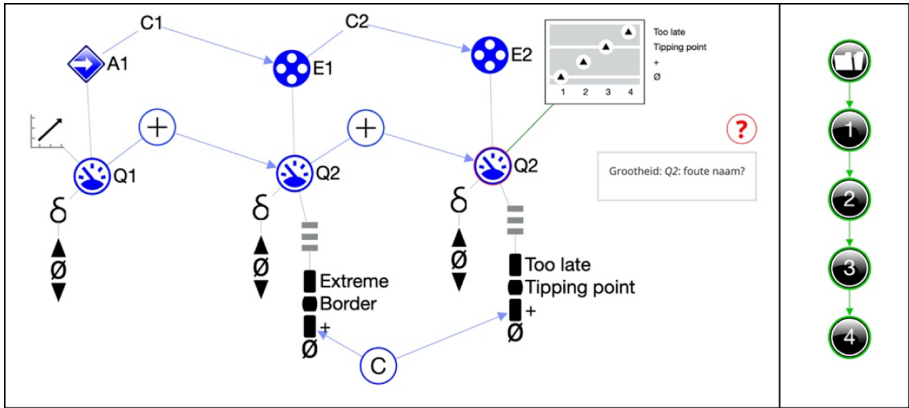 C1
C2
A1
E1
E2
Too late
Tipping point
+
Ø
1 2 3 4
?
+
+
Q1
Q2
Q2
Grootheid: Q2: foute naam?
δ
δ
δ
Ø
Ø
Ø
Extreme
Border
+
Ø
Too late
Tipping point
+
Ø
C
1
2
3
4